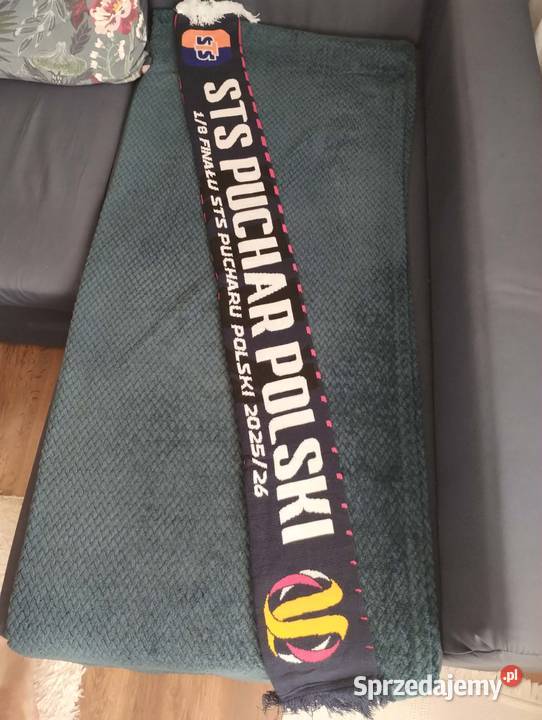 STS
STS PUCHAR POLSKI
1/8 FINAŁU STS PUCHARU POLSKI 2025/26
Sprzedajemy.pl